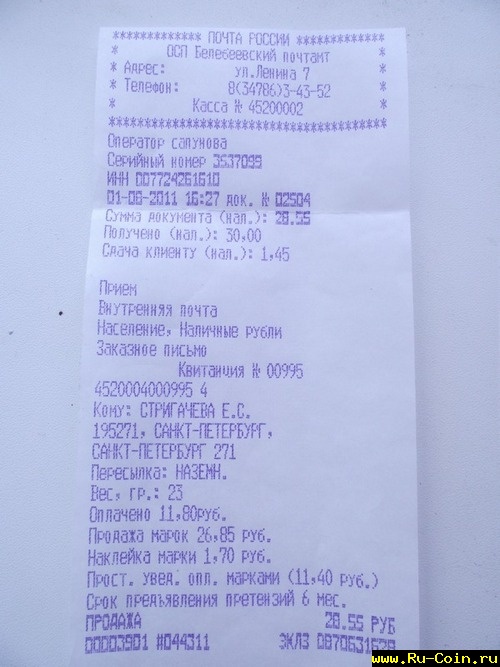 ************* ПОЧТА РОССИИ *************
* ОСП Белебеевский почтамт *
* Адрес: ул.Ленина 7 *
* Телефон: 8(34786)3-43-52 *
* Касса № 45200002 *
****************************************
Оператор сапунова
Серийный номер 3537099
ИНН 007724261610
01-06-2011 16:27 док. № 02504
Сумма документа (нал.): 28.55
Получено (нал.): 30,00
Сдача клиенту (нал.): 1,45
Прием
Внутренняя почта
Население, Наличные рубли
Заказное письмо
Квитанция № 00995
4520004000995 4
Кому: СТРИГАЧЕВА Е.С.
195271, САНКТ-ПЕТЕРБУРГ,
САНКТ-ПЕТЕРБУРГ 271
Пересылка: НАЗЕМН.
Вес, гр.: 23
Оплачено 11,80руб.
Продажа марок 26,85 руб.
Наклейка марки 1,70 руб.
Прост. увед. опл. марками (11,40 руб.)
Срок предъявления претензий 6 мес.
ПРОДАЖА 28.55 РУБ
00003901 #044311 ЭКЛЗ
www.Ru-Coin.ru